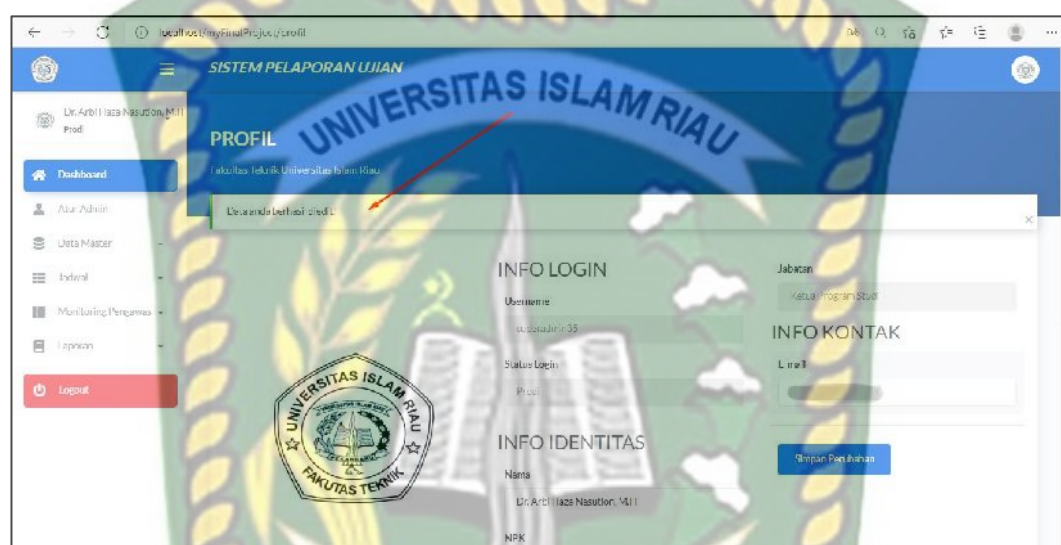 localhost/myFinalProject/profil
SISTEM PELAPORAN UJIAN
UNIVERSITAS ISLAM RIAU
Dr. Arbi Haza Nasution, M.IT
Prodi
PROFIL
Fakultas Teknik Universitas Islam Riau
Dashboard
Atur Admin
Data Master
Jadwal
Monitoring Pengawas
Laporan
Logout
Data anda berhasil diedit
×
UNIVERSITAS ISLAM RIAU
FAKULTAS TEKNIK
INFO LOGIN
Username
superadmin35
Status Login
Prodi
INFO IDENTITAS
Nama
Dr. Arbi Haza Nasution, M.IT
NPK
Jabatan
Ketua Program Studi
INFO KONTAK
E-mail
Simpan Perubahan